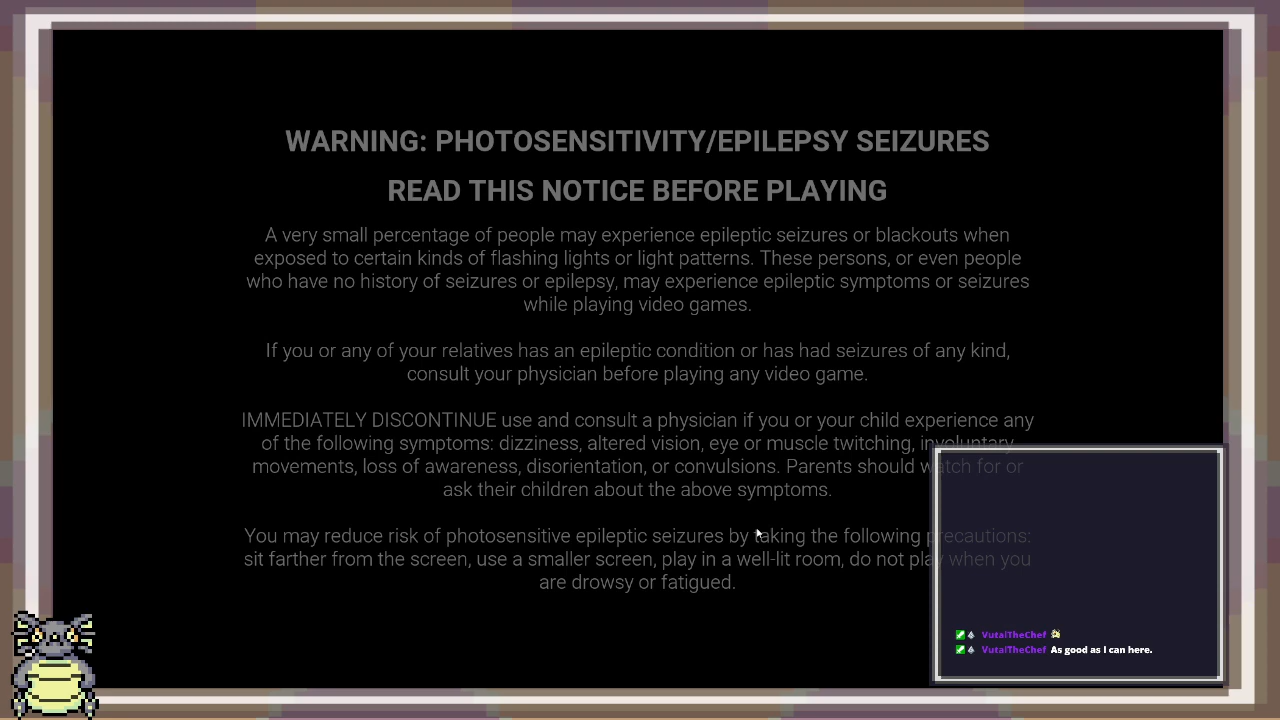 WARNING: PHOTOSENSITIVITY/EPILEPSY SEIZURES
READ THIS NOTICE BEFORE PLAYING
A very small percentage of people may experience epileptic seizures or blackouts when
exposed to certain kinds of flashing lights or light patterns. These persons, or even people
who have no history of seizures or epilepsy, may experience epileptic symptoms or seizures
while playing video games.
If you or any of your relatives has an epileptic condition or has had seizures of any kind,
consult your physician before playing any video game.
IMMEDIATELY DISCONTINUE use and consult a physician if you or your child experience any
of the following symptoms: dizziness, altered vision, eye or muscle twitching, involuntary
movements, loss of awareness, disorientation, or convulsions. Parents should watch for or
ask their children about the above symptoms.
You may reduce risk of photosensitive epileptic seizures by taking the following precautions:
sit farther from the screen, use a smaller screen, play in a well-lit room, do not play when you
are drowsy or fatigued.
VutalTheChef
VutalTheChef As good as I can here.